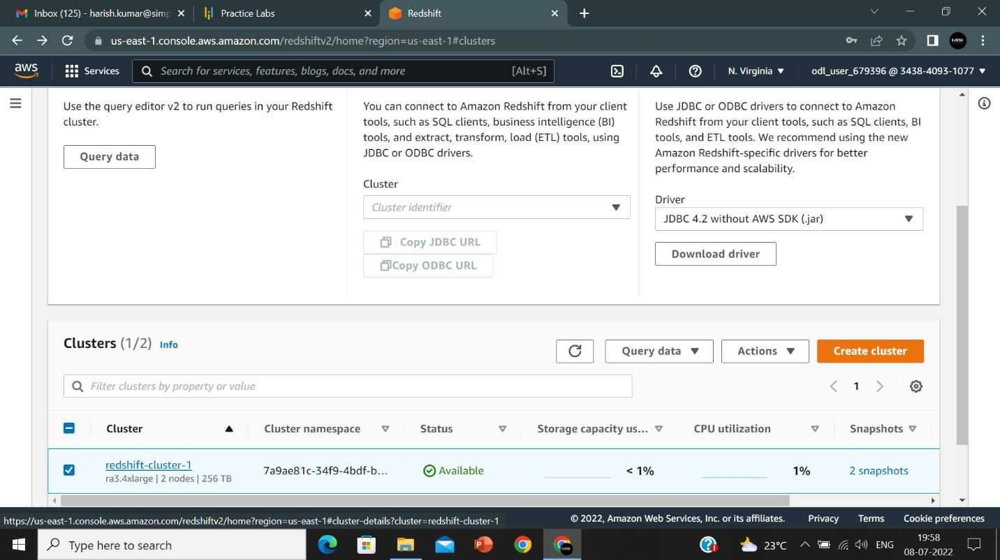 Inbox (125) - harish.kumar@simp
Practice Labs
Redshift
us-east-1.console.aws.amazon.com/redshiftv2/home?region=us-east-1#clusters
aws
Services
Search for services, features, blogs, docs, and more
[Alt+S]
N. Virginia
odl_user_679396 @ 3438-4093-1077
Use the query editor v2 to run queries in your Redshift
cluster.
Query data
You can connect to Amazon Redshift from your client
tools, such as SQL clients, business intelligence (BI)
tools, and extract, transform, load (ETL) tools, using
JDBC or ODBC drivers.
Cluster
Cluster identifier
Copy JDBC URL
Copy ODBC URL
Use JDBC or ODBC drivers to connect to Amazon
Redshift from your client tools, such as SQL clients, BI
tools, and ETL tools. We recommend using the new
Amazon Redshift-specific drivers for better
performance and scalability.
Driver
JDBC 4.2 without AWS SDK (.jar)
Download driver
Clusters (1/2) Info
Query data
Actions
Create cluster
Filter clusters by property or value
1
Cluster
Cluster namespace
Status
Storage capacity us...
CPU utilization
Snapshots
redshift-cluster-1
ra3.4xlarge | 2 nodes | 256 TB
7a9ae81c-34f9-4bdf-b...
Available
< 1%
1%
2 snapshots
https://us-east-1.console.aws.amazon.com/redshiftv2/home?region=us-east-1#cluster-details?cluster=redshift-cluster-1
© 2022, Amazon Web Services, Inc. or its affiliates.
Privacy
Terms
Cookie preferences
Type here to search
23°C
ENG
19:58
08-07-2022